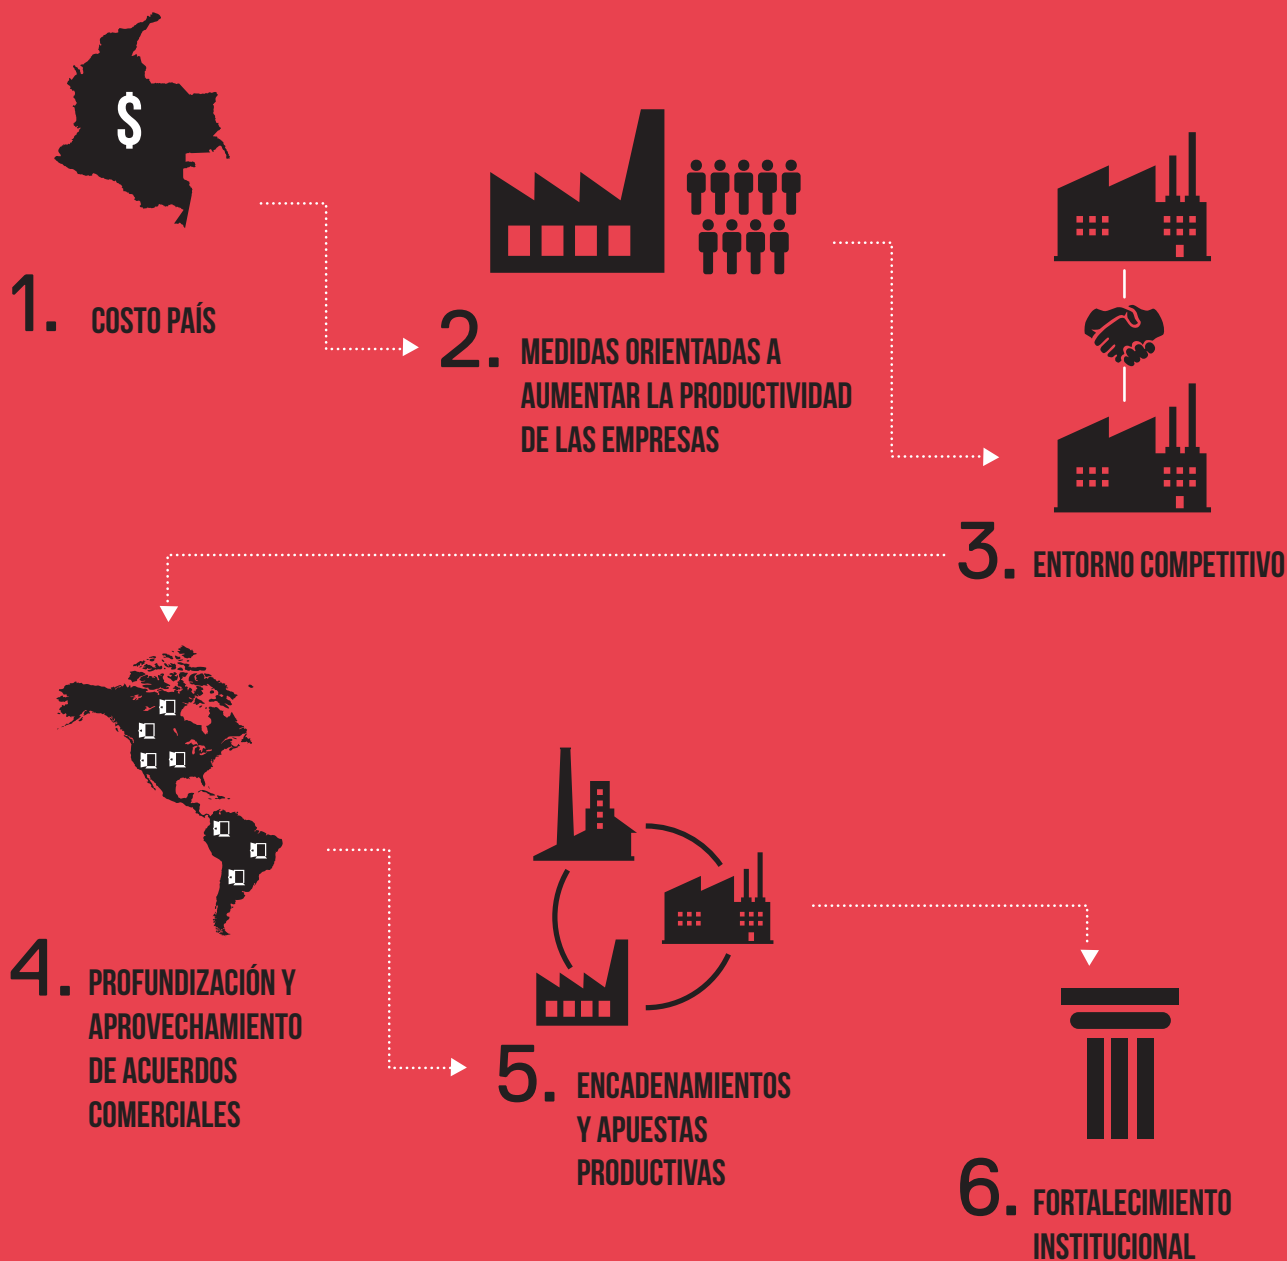 $
1. COSTO PAÍS
2. MEDIDAS ORIENTADAS A
AUMENTAR LA PRODUCTIVIDAD
DE LAS EMPRESAS
3. ENTORNO COMPETITIVO
4. PROFUNDIZACIÓN Y
APROVECHAMIENTO
DE ACUERDOS
COMERCIALES
5. ENCADENAMIENTOS
Y APUESTAS
PRODUCTIVAS
6. FORTALECIMIENTO
INSTITUCIONAL